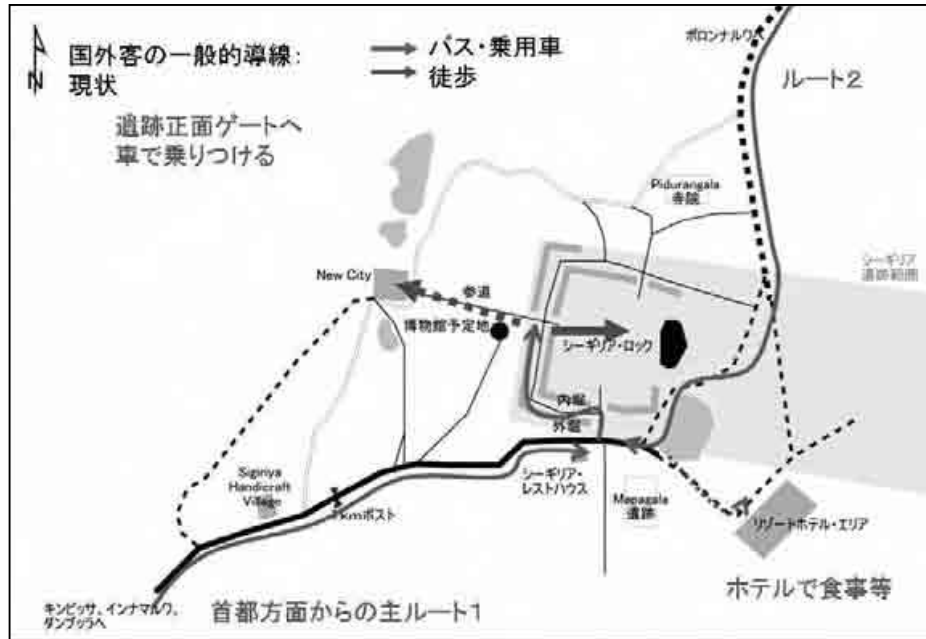 国外客の一般的導線：
現状
バス・乗用車
徒歩
N
遺跡正面ゲートへ
車で乗りつける
ポロンナルワへ
ルート2
Pidurangala
寺院
シーギリア
遺跡範囲
New City
参道
博物館予定地
シーギリア・ロック
内堀
外堀
Sigiriya
Handicraft
Village
シーギリア・
レストハウス
Mapagala
遺跡
kmポスト
リゾートホテル・エリア
ホテルで食事等
キンビッサ、インナマルワ、
ダンブッラへ
首都方面からの主ルート1